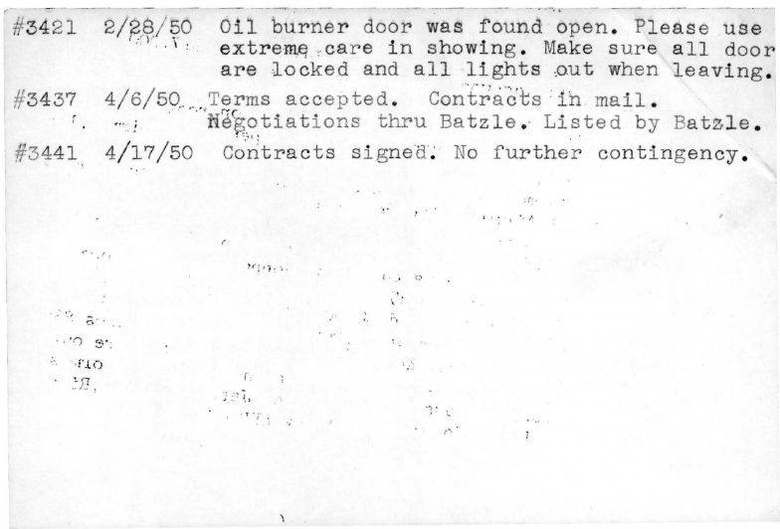 #3421 2/28/50 Oil burner door was found open. Please use
extreme care in showing. Make sure all door
are locked and all lights out when leaving.
#3437 4/6/50 Terms accepted. Contracts in mail.
Negotiations thru Batzle. Listed by Batzle.
#3441 4/17/50 Contracts signed. No further contingency.